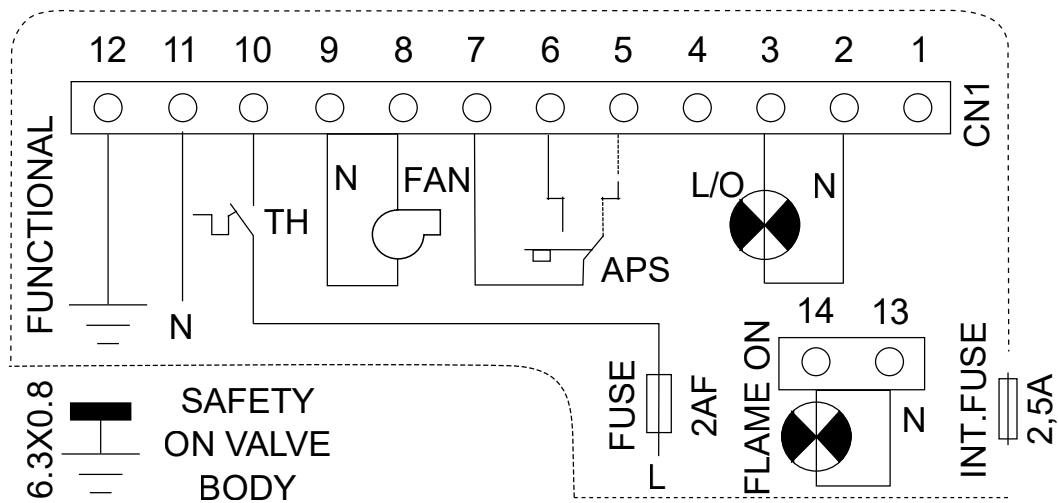 12 11 10 9 8 7 6 5 4 3 2 1
CN1
FUNCTIONAL
N
TH
N
FAN
APS
L/O
N
14 13
FLAME ON
N
FUSE
2AF
L
INT.FUSE
2,5A
6.3X0.8
SAFETY
ON VALVE
BODY